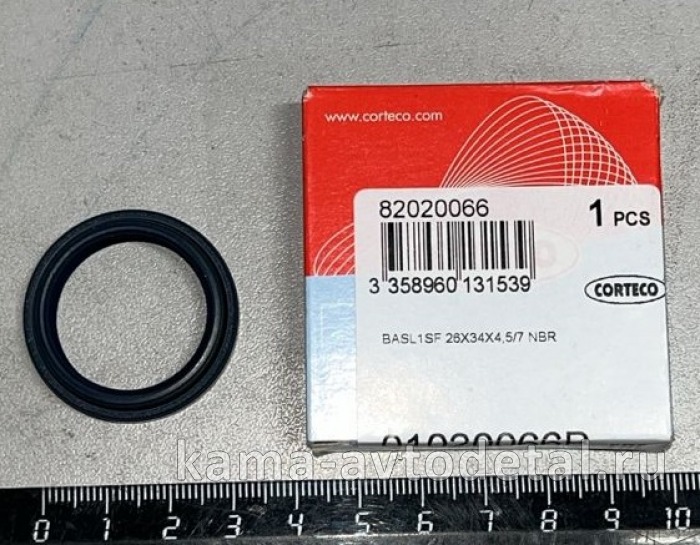 www.corteco.com
82020066
1 PCS
3 358960 131539
CORTECO
BASL1SF 26X34X4,5/7 NBR
01020066B
kama-avtodetal.ru
0 1 2 3 4 5 6 7 8 9 10